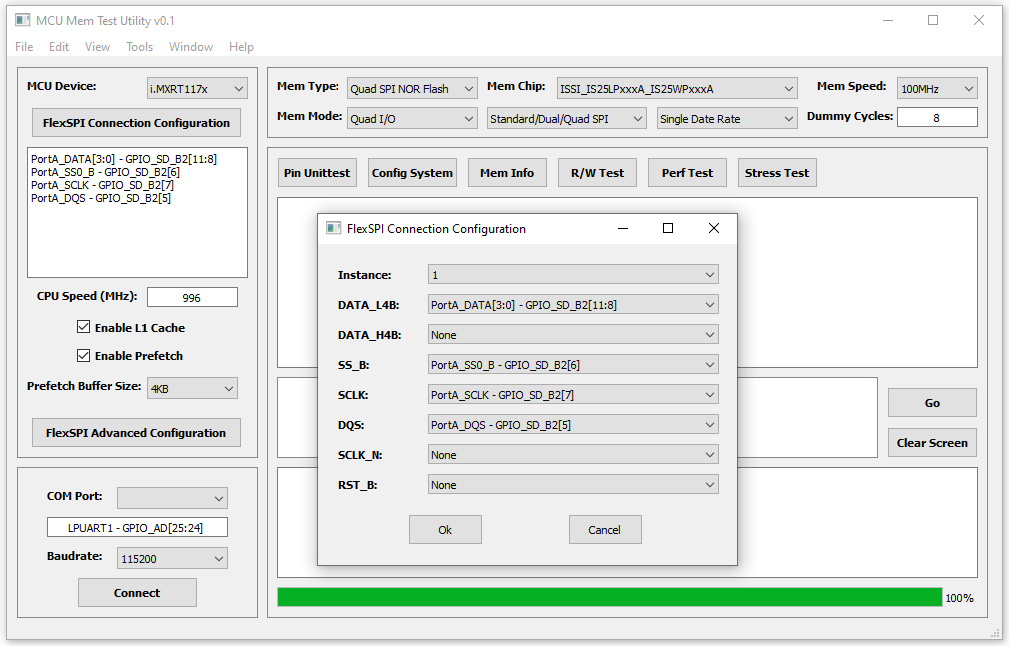 MCU Mem Test Utility v0.1
File Edit View Tools Window Help
MCU Device: i.MXRT117x
FlexSPI Connection Configuration
PortA_DATA[3:0] - GPIO_SD_B2[11:8]
PortA_SS0_B - GPIO_SD_B2[6]
PortA_SCLK - GPIO_SD_B2[7]
PortA_DQS - GPIO_SD_B2[5]
CPU Speed (MHz): 996
Enable L1 Cache
Enable Prefetch
Prefetch Buffer Size: 4KB
FlexSPI Advanced Configuration
COM Port:
LPUART1 - GPIO_AD[25:24]
Baudrate: 115200
Connect
Mem Type: Quad SPI NOR Flash Mem Chip: ISSI_IS25LPxxxA_IS25WPxxxA Mem Speed: 100MHz
Mem Mode: Quad I/O Standard/Dual/Quad SPI Single Date Rate Dummy Cycles: 8
Pin Unittest Config System Mem Info R/W Test Perf Test Stress Test
FlexSPI Connection Configuration
Instance: 1
DATA_L4B: PortA_DATA[3:0] - GPIO_SD_B2[11:8]
DATA_H4B: None
SS_B: PortA_SS0_B - GPIO_SD_B2[6]
SCLK: PortA_SCLK - GPIO_SD_B2[7]
DQS: PortA_DQS - GPIO_SD_B2[5]
SCLK_N: None
RST_B: None
Ok Cancel
Go
Clear Screen
100%